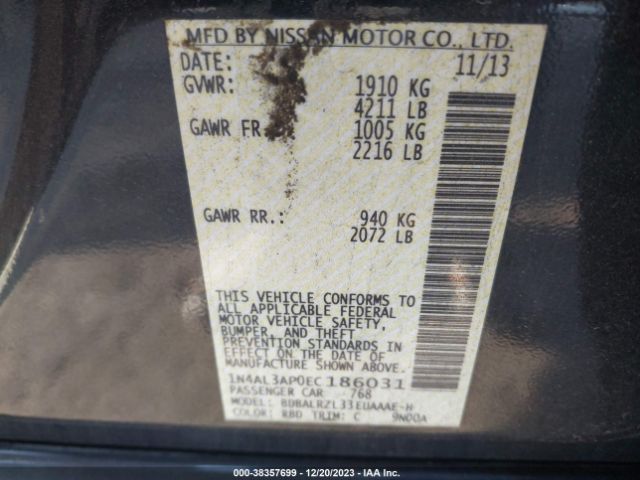 MFD BY NISSAN MOTOR CO., LTD.
DATE: 11/13
GVWR: 1910 KG
4211 LB
GAWR FR. 1005 KG
2216 LB
GAWR RR.: 940 KG
2072 LB
THIS VEHICLE CONFORMS TO
ALL APPLICABLE FEDERAL
MOTOR VEHICLE SAFETY,
BUMPER, AND THEFT
PREVENTION STANDARDS IN
EFFECT ON THE DATE OF
MANUFACTURE SHOWN ABOVE.
1N4AL3AP0EC186031
PASSENGER CAR 768
MODEL: BDBALRZL33EUAAAE-H
COLOR: RBD TRIM: C 9N00A
000-38357699 - 12/20/2023 - IAA Inc.